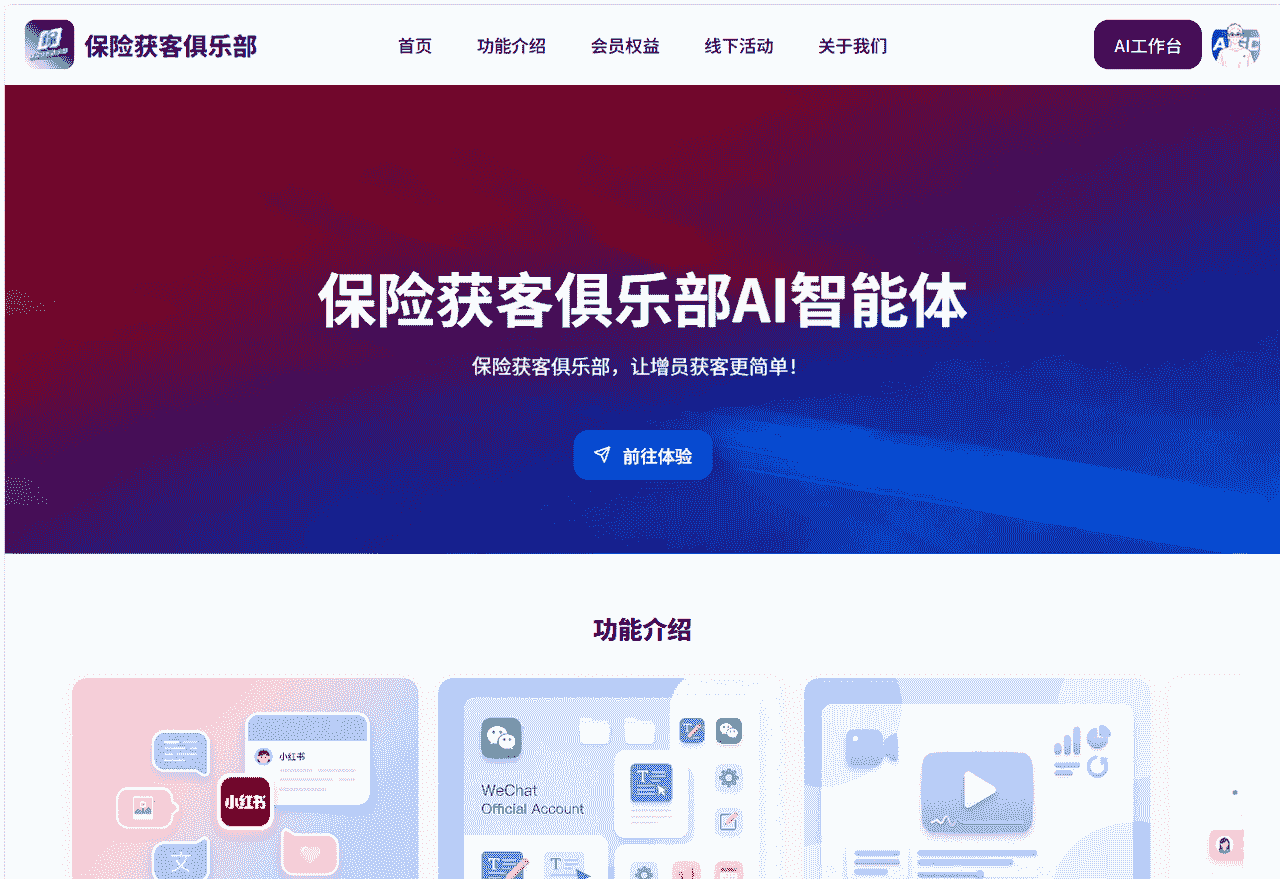 保险获客俱乐部
首页
功能介绍
会员权益
线下活动
关于我们
AI工作台
保险获客俱乐部AI智能体
保险获客俱乐部，让增员获客更简单！
前往体验
功能介绍
小红书
小红书
文
WeChat
Official Account
T
T
T
T